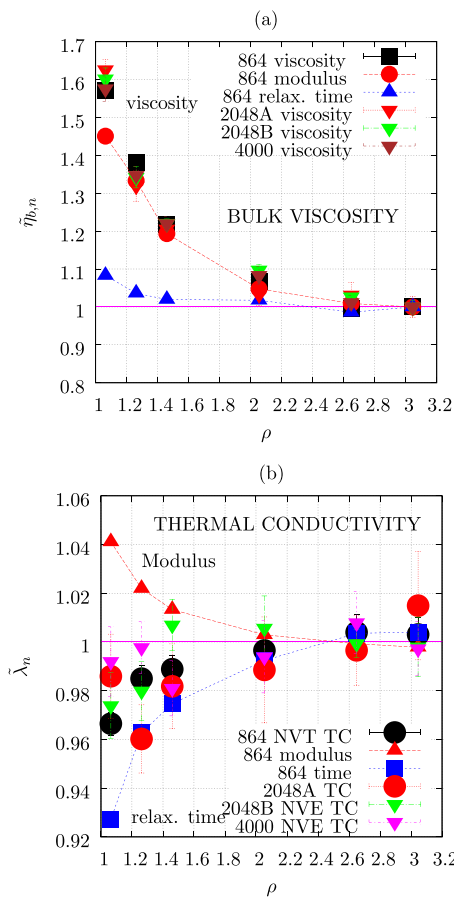 (a)
1.7
1.6
1.5
1.4
1.3
1.2
1.1
1
0.9
0.8
864 viscosity
864 modulus
864 relax. time
2048A viscosity
2048B viscosity
4000 viscosity
viscosity
BULK VISCOSITY
η̃b,n
1 1.2 1.4 1.6 1.8 2 2.2 2.4 2.6 2.8 3 3.2
ρ
(b)
1.06
1.04
1.02
1
0.98
0.96
0.94
0.92
THERMAL CONDUCTIVITY
Modulus
λ̃n
864 NVT TC
864 modulus
864 time
2048A TC
2048B NVE TC
4000 NVE TC
relax. time
1 1.2 1.4 1.6 1.8 2 2.2 2.4 2.6 2.8 3 3.2
ρ